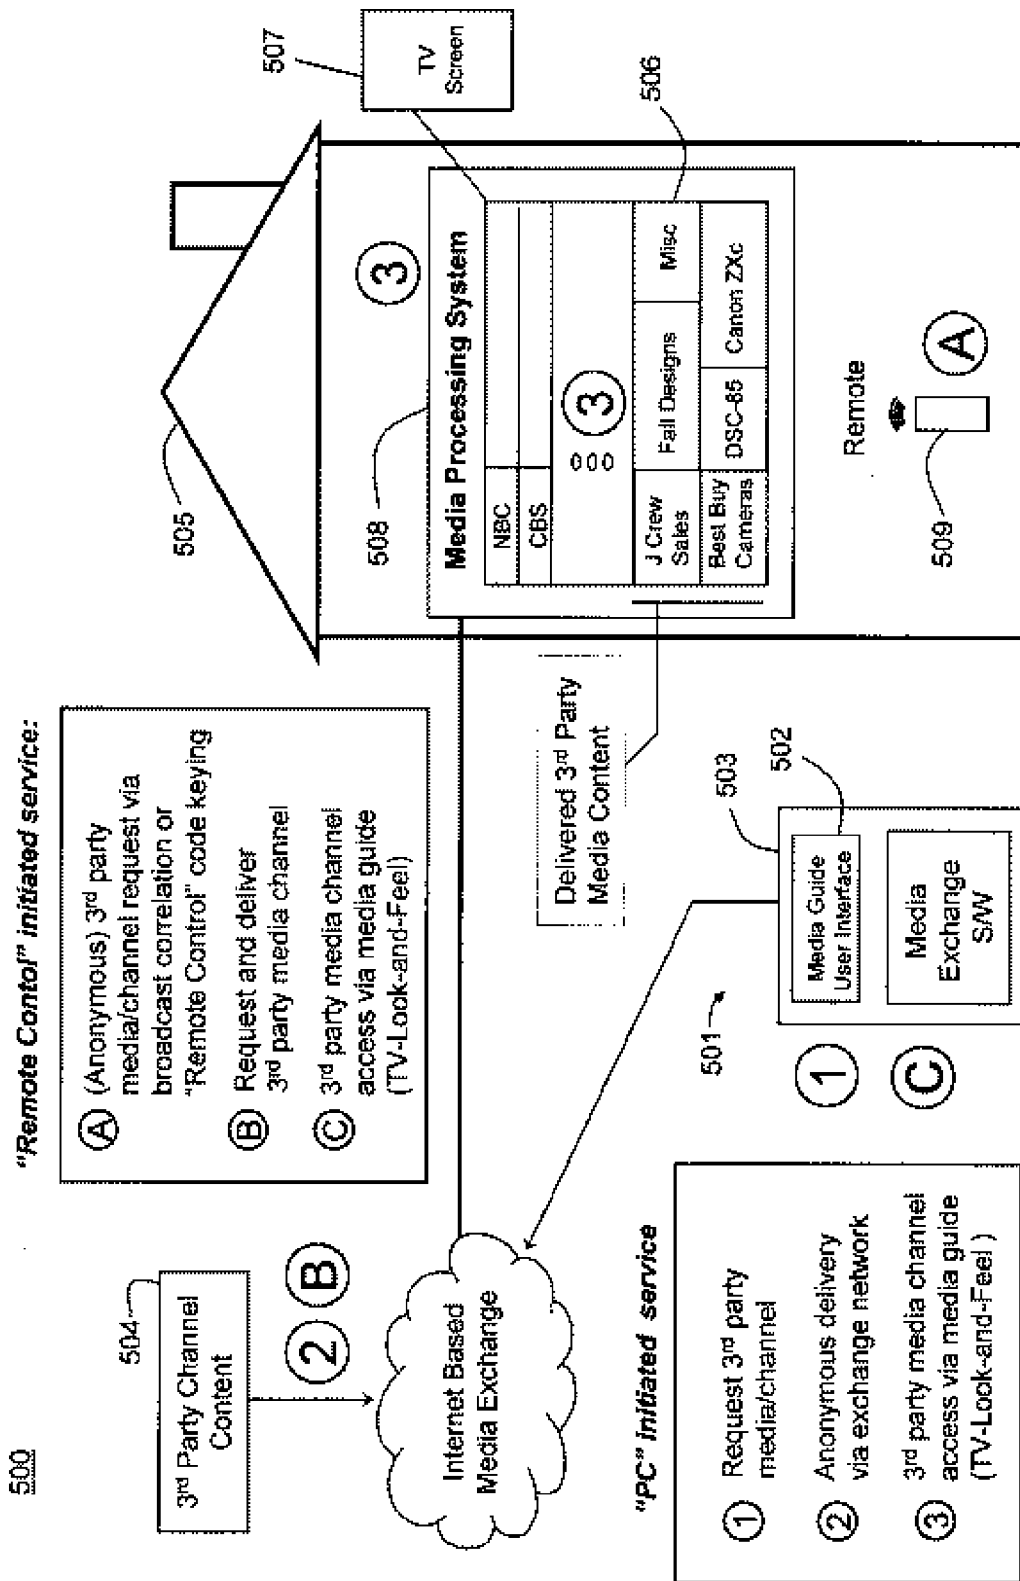 500
"Remote Contol" initiated service:
3rd Party Channel
Content
504
2
B
Internet Based
Media Exchange
A
(Anonymous) 3rd party
media/channel request via
broadcast correlation or
"Remote Control" code keying
B
Request and deliver
3rd party media channel
C
3rd party media channel
access via media guide
(TV-Look-and-Feel)
505
508
3
507
TV
Screen
Media Processing System
NBC
CBS
3
J Crew
Sales
Fall Designs
Misc
Best Buy
Cameras
DSC-85
Canon ZXc
506
Remote
509
A
Delivered 3rd Party
Media Content
"PC" initiated service
1
Request 3rd party
media/channel
2
Anonymous delivery
via exchange network
3
3rd party media channel
access via media guide
(TV-Look-and-Feel )
501
503
502
1
C
Media Guide
User Interface
Media
Exchange
S/W